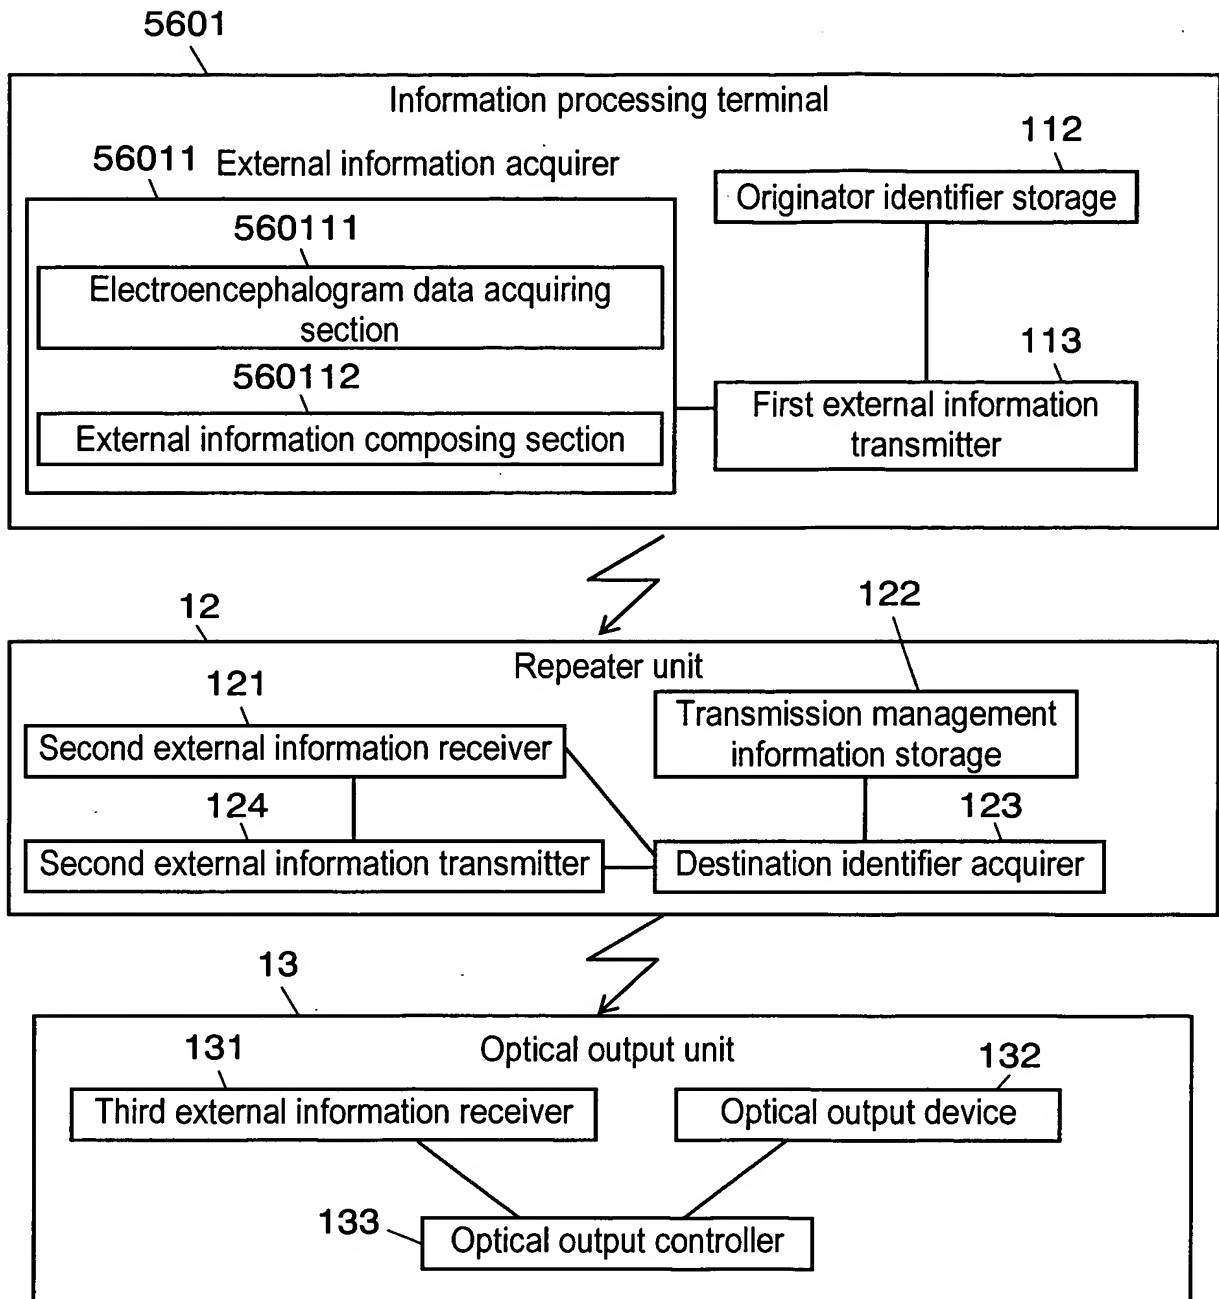 5601
Information processing terminal
112
56011
External information acquirer
Originator identifier storage
560111
Electroencephalogram data acquiring
section
113
560112
First external information
transmitter
External information composing section
12
122
Repeater unit
121
Transmission management
information storage
Second external information receiver
124
123
Second external information transmitter
Destination identifier acquirer
13
131
Optical output unit
132
Third external information receiver
Optical output device
133
Optical output controller